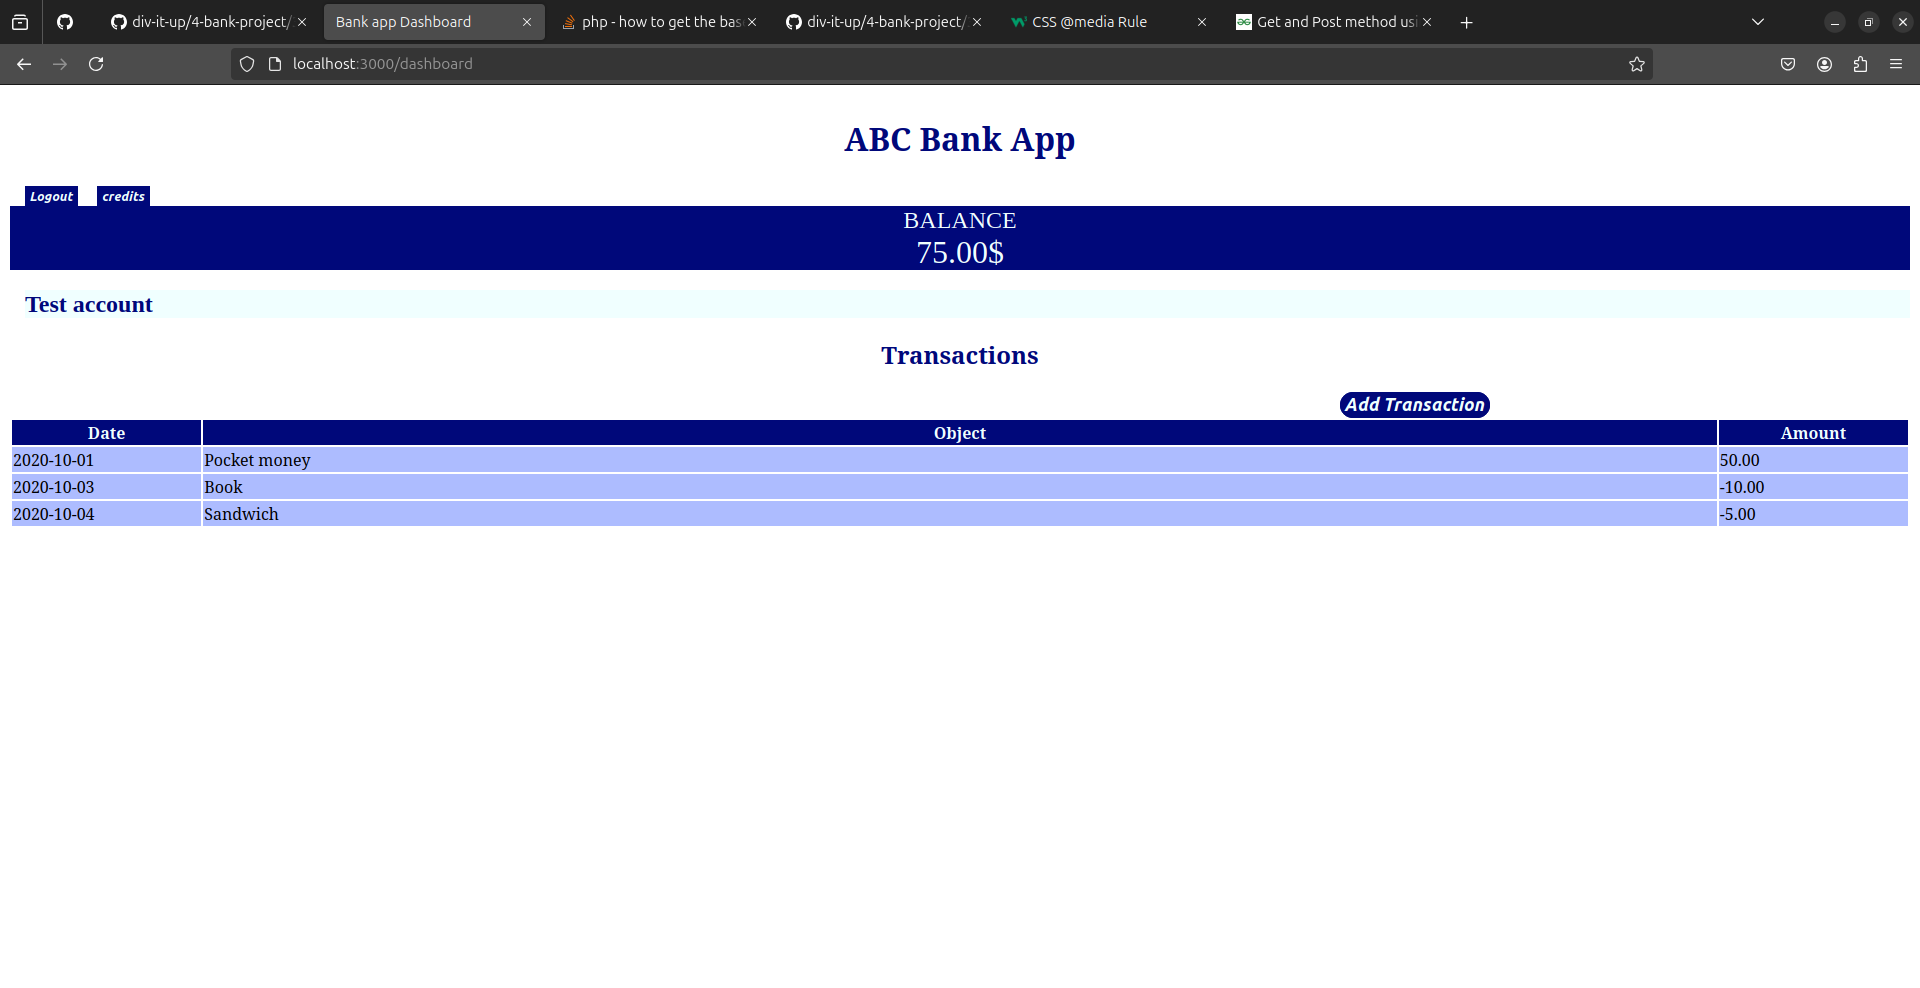 div-it-up/4-bank-project/
Bank app Dashboard
php - how to get the bas
div-it-up/4-bank-project/
CSS @media Rule
Get and Post method usi
localhost:3000/dashboard
ABC Bank App
Logout credits
BALANCE
75.00$
Test account
Transactions
Add Transaction
Date Object Amount
2020-10-01 Pocket money 50.00
2020-10-03 Book -10.00
2020-10-04 Sandwich -5.00